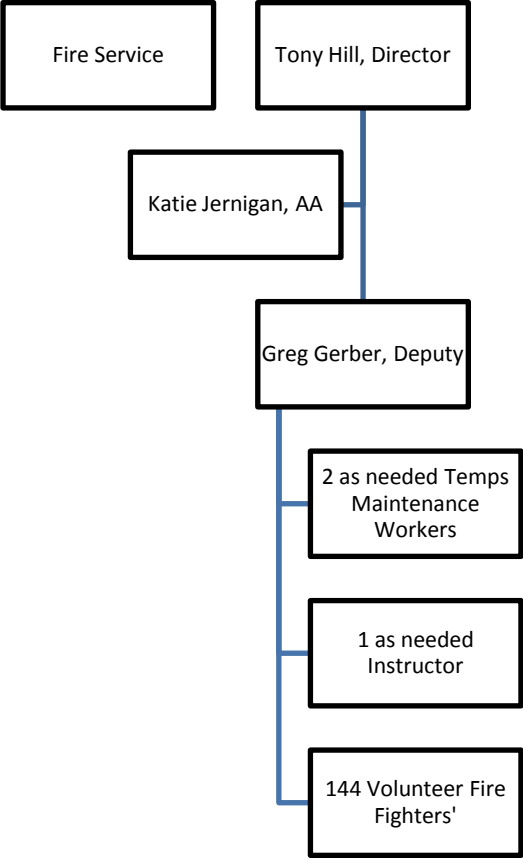 Fire Service
Tony Hill, Director
Katie Jernigan, AA
Greg Gerber, Deputy
2 as needed Temps
Maintenance
Workers
1 as needed
Instructor
144 Volunteer Fire
Fighters'